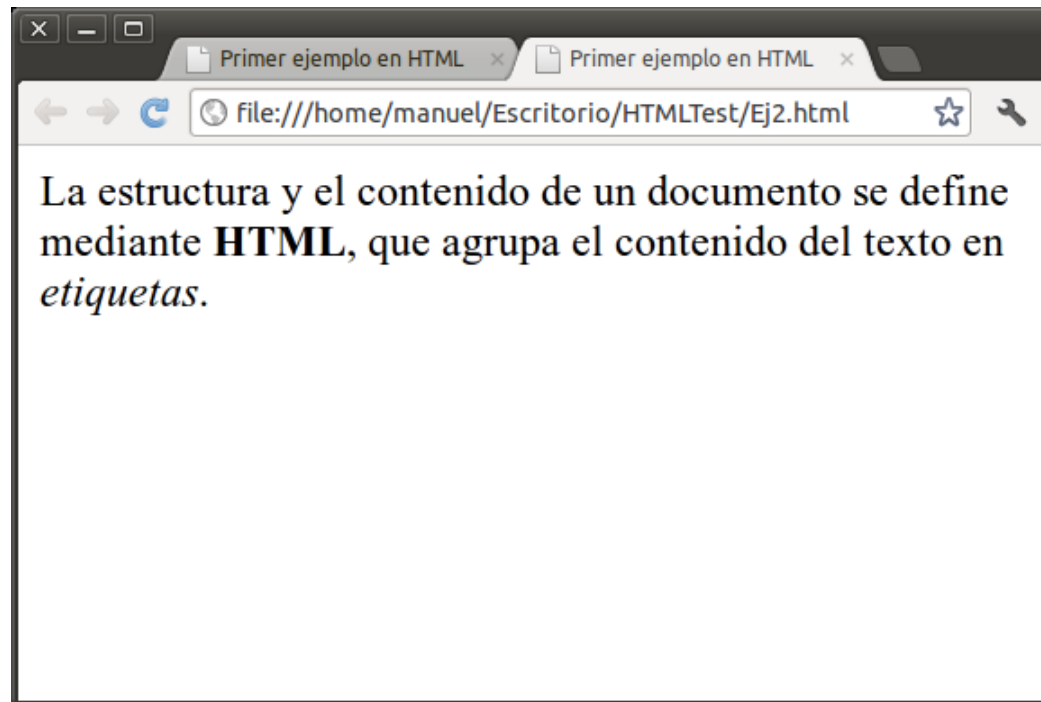 Primer ejemplo en HTML
Primer ejemplo en HTML
file:///home/manuel/Escritorio/HTMLTest/Ej2.html
La estructura y el contenido de un documento se define
mediante HTML, que agrupa el contenido del texto en
etiquetas.